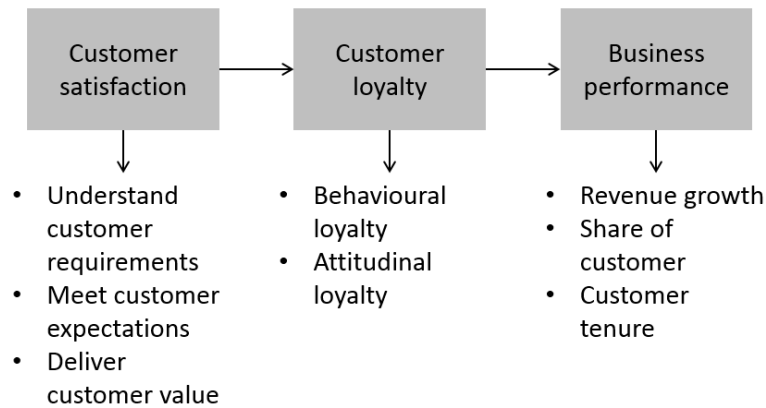 Customer
satisfaction
Customer
loyalty
Business
performance
• Understand
customer
requirements
• Meet customer
expectations
• Deliver
customer value
• Behavioural
loyalty
• Attitudinal
loyalty
• Revenue growth
• Share of
customer
• Customer
tenure